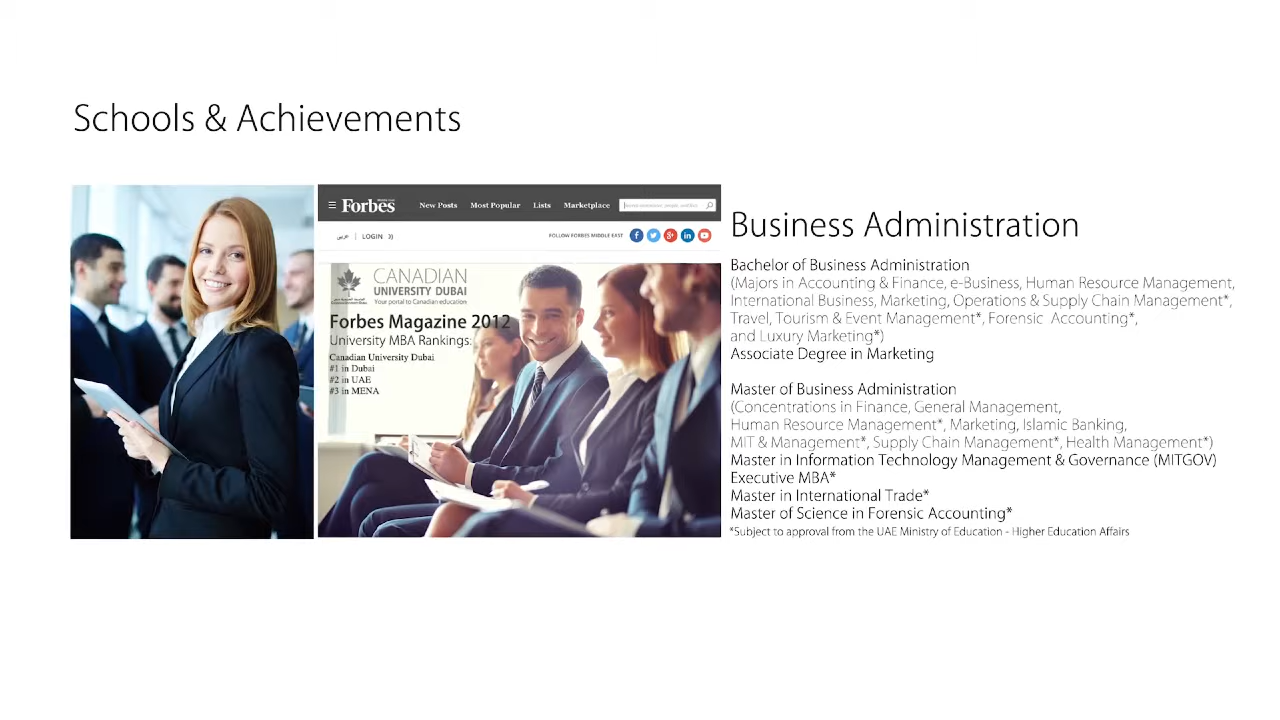 Schools & Achievements
Forbes
New Posts
Most Popular
Lists
Marketplace
عربي | LOGIN
FOLLOW FORBES MIDDLE EAST
CANADIAN
UNIVERSITY DUBAI
Your portal to Canadian education
Forbes Magazine 2012
University MBA Rankings:
Canadian University Dubai
#1 in Dubai
#2 in UAE
#3 in MENA
Business Administration
Bachelor of Business Administration
(Majors in Accounting & Finance, e-Business, Human Resource Management,
International Business, Marketing, Operations & Supply Chain Management*,
Travel, Tourism & Event Management*, Forensic Accounting*,
and Luxury Marketing*)
Associate Degree in Marketing
Master of Business Administration
(Concentrations in Finance, General Management,
Human Resource Management*, Marketing, Islamic Banking,
MIT & Management*, Supply Chain Management*, Health Management*)
Master in Information Technology Management & Governance (MITGOV)
Executive MBA*
Master in International Trade*
Master of Science in Forensic Accounting*
*Subject to approval from the UAE Ministry of Education - Higher Education Affairs